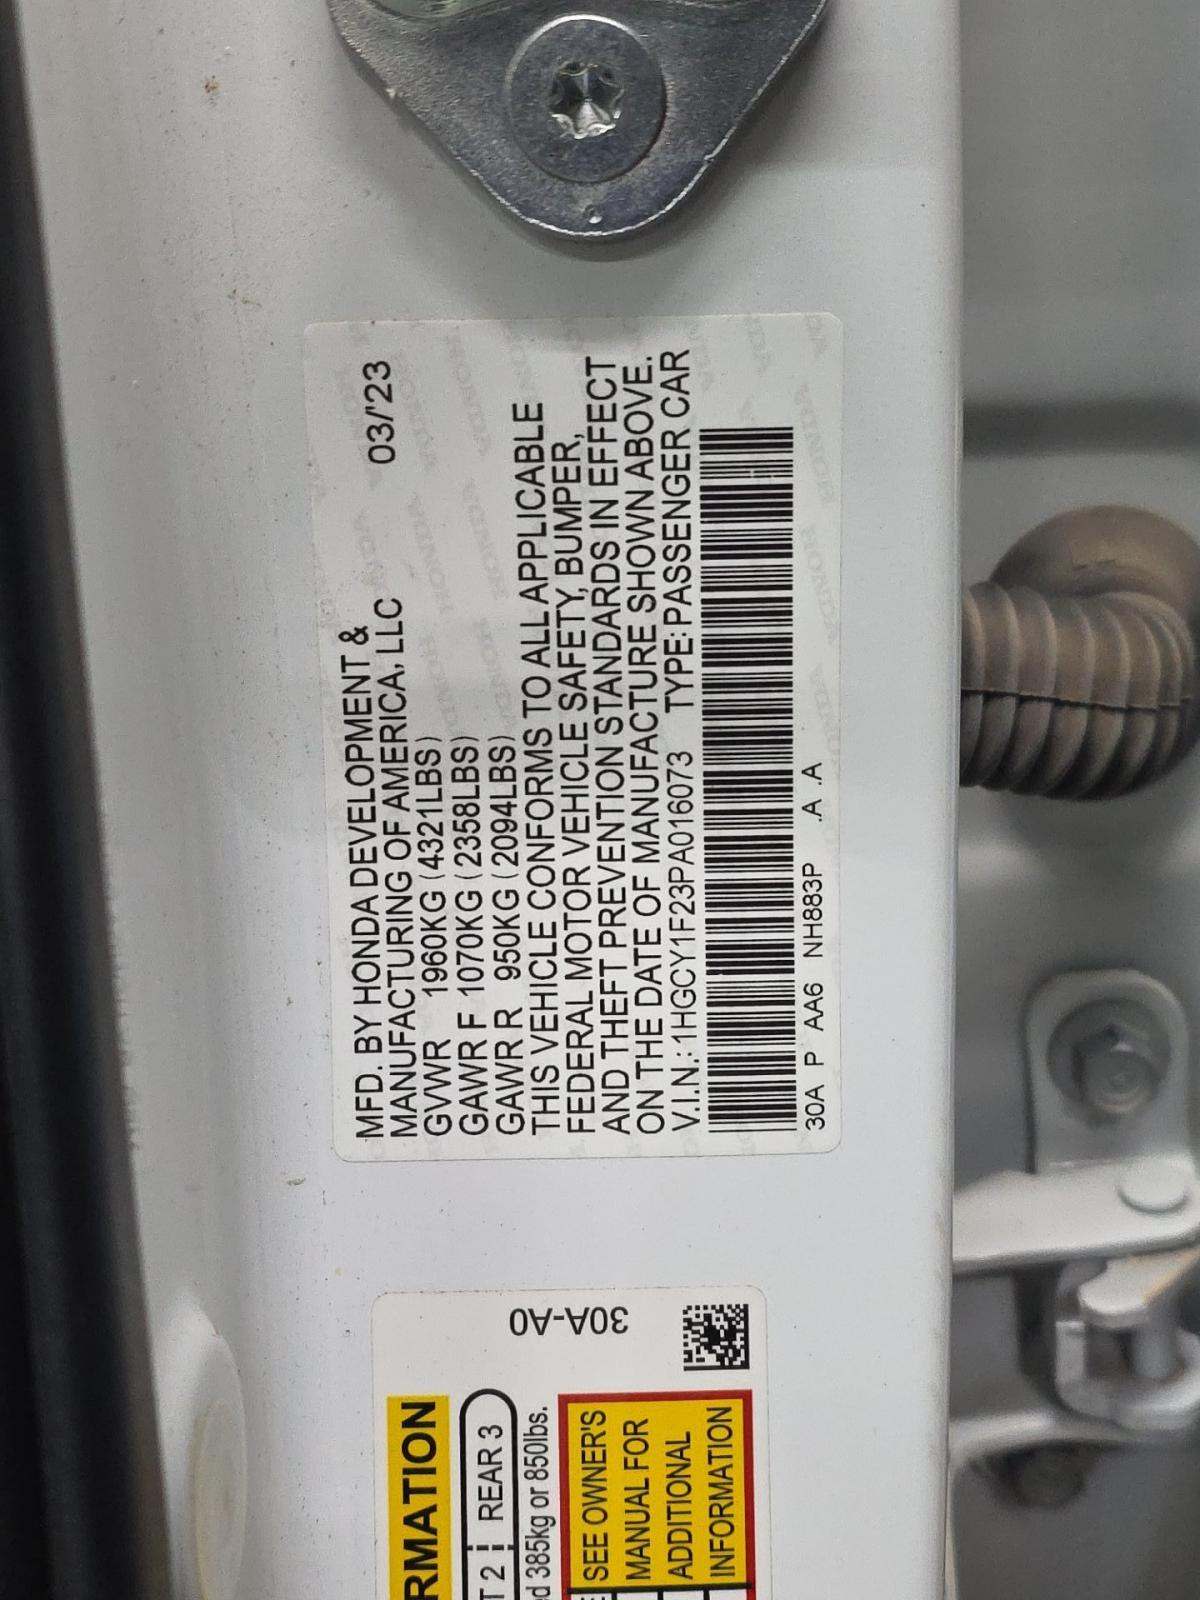 MFD. BY HONDA DEVELOPMENT &
MANUFACTURING OF AMERICA, LLC 03/'23
GVWR 1960KG (4321LBS)
GAWR F 1070KG (2358LBS)
GAWR R 950KG (2094LBS)
THIS VEHICLE CONFORMS TO ALL APPLICABLE
FEDERAL MOTOR VEHICLE SAFETY, BUMPER,
AND THEFT PREVENTION STANDARDS IN EFFECT
ON THE DATE OF MANUFACTURE SHOWN ABOVE.
V.I.N.: 1HGCY1F23PA016073 TYPE: PASSENGER CAR
30A P AA6 NH883P .A .A
30A-A0
RMATION
T 2 REAR 3
ed 385kg or 850lbs.
SEE OWNER'S
MANUAL FOR
ADDITIONAL
INFORMATION